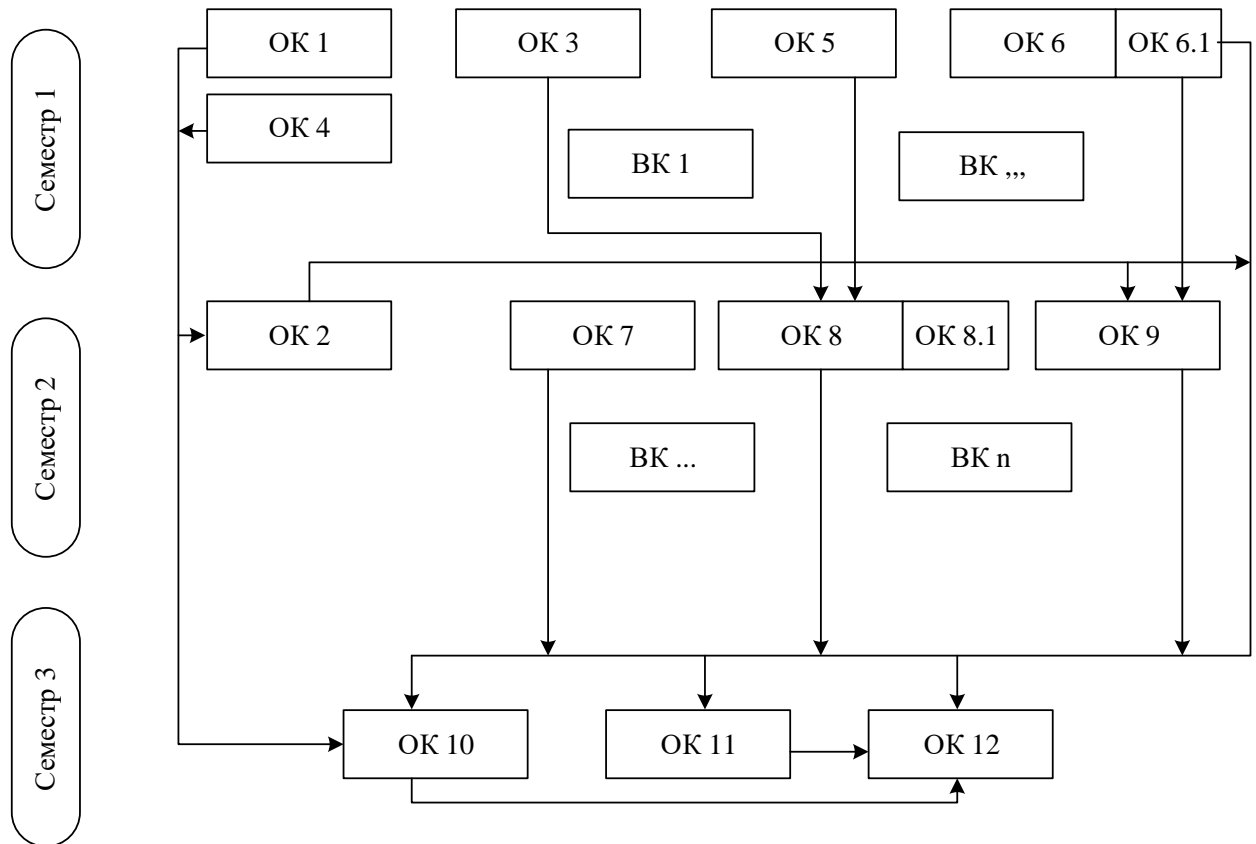 Семестр 1
ОК 1
ОК 3
ОК 5
ОК 6
ОК 6.1
ОК 4
ВК 1
ВК ,,,
Семестр 2
ОК 2
ОК 7
ОК 8
ОК 8.1
ОК 9
ВК ...
ВК n
Семестр 3
ОК 10
ОК 11
ОК 12